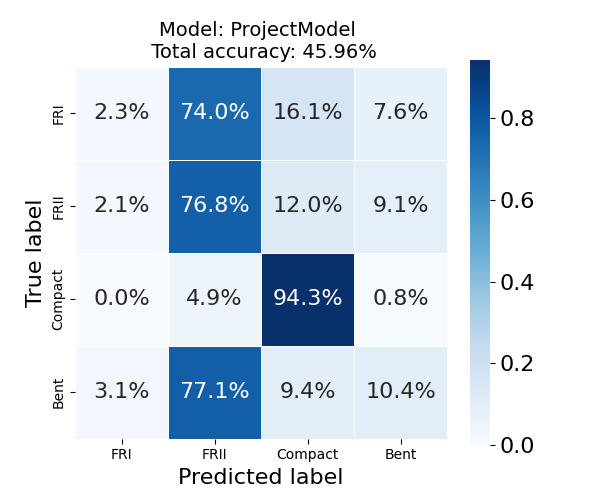 Model: ProjectModel
Total accuracy: 45.96%
True label
FRI
2.3% 74.0% 16.1% 7.6%
FRII
2.1% 76.8% 12.0% 9.1%
Compact
0.0% 4.9% 94.3% 0.8%
Bent
3.1% 77.1% 9.4% 10.4%
FRI FRII Compact Bent
Predicted label
0.8
0.6
0.4
0.2
0.0